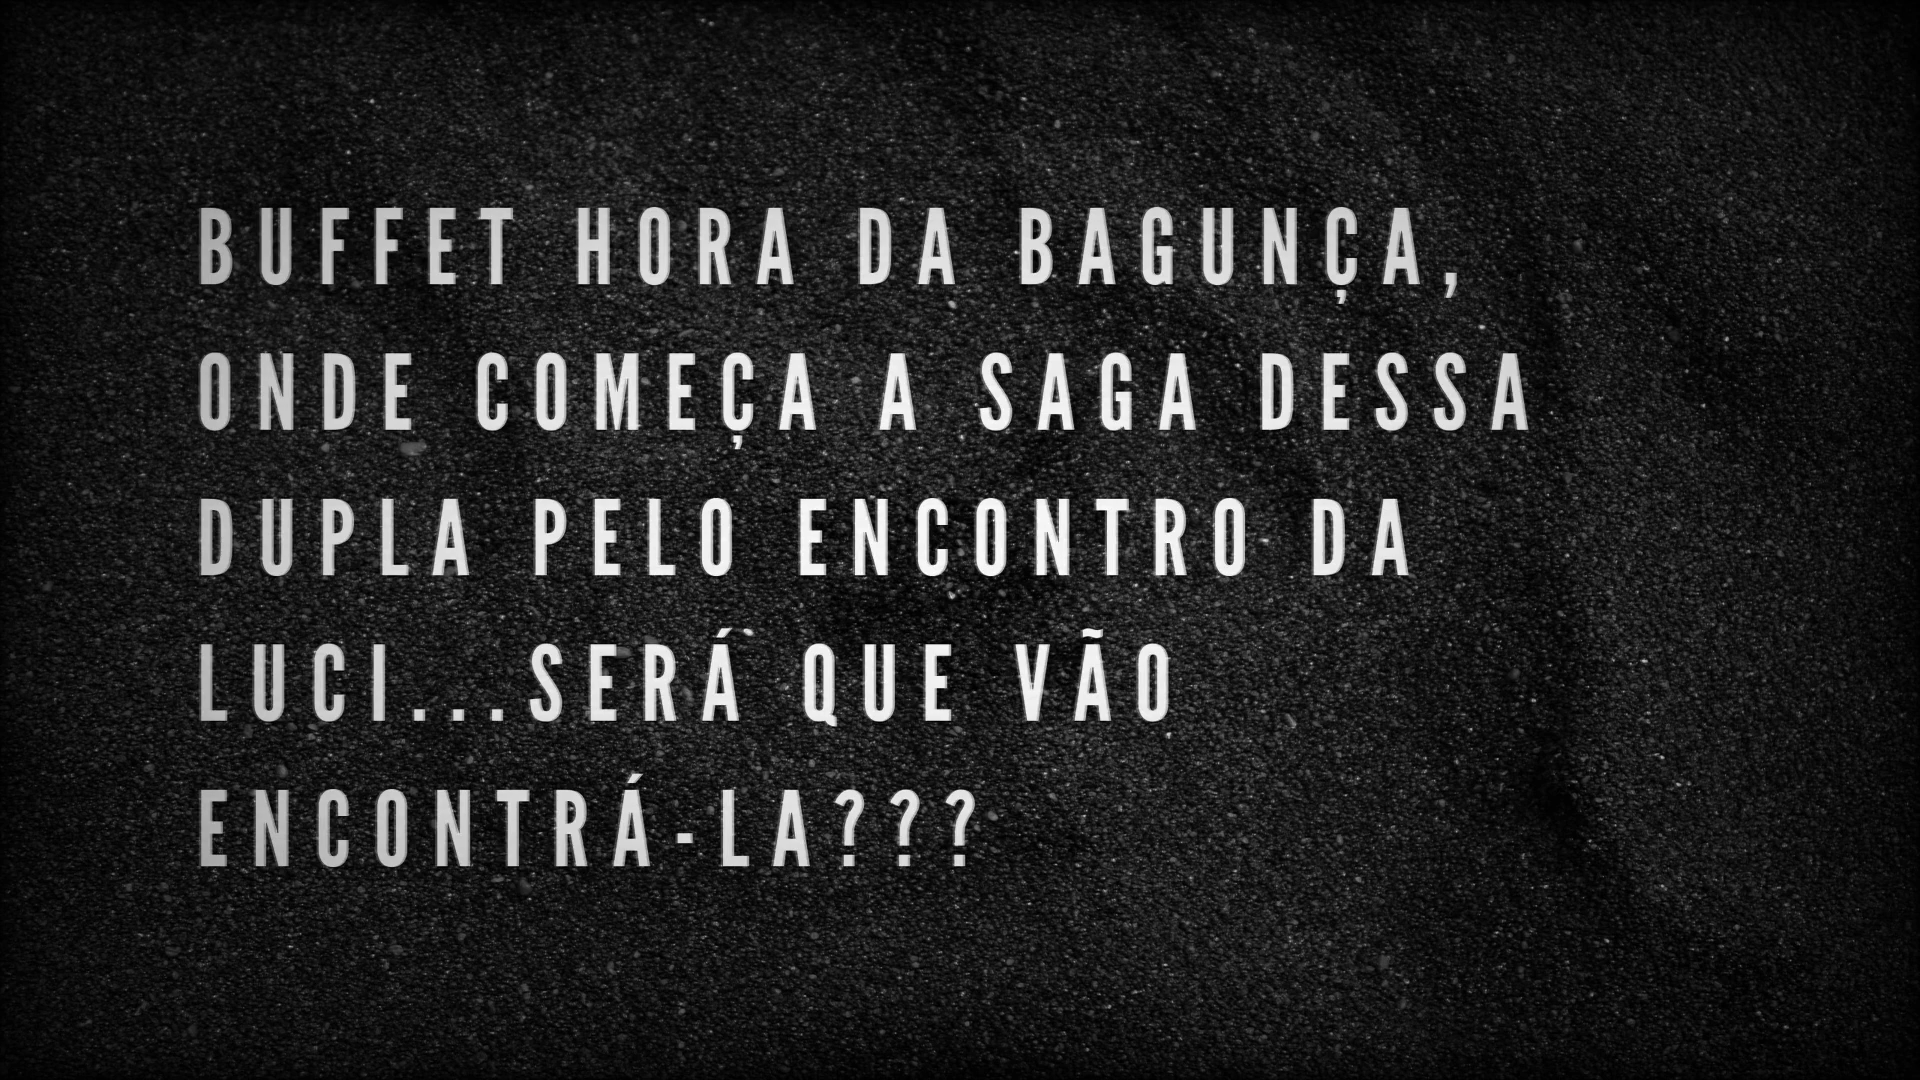 BUFFET HORA DA BAGUNÇA,
ONDE COMEÇA A SAGA DESSA
DUPLA PELO ENCONTRO DA
LUCI...SERÁ QUE VÃO
ENCONTRÁ-LA???